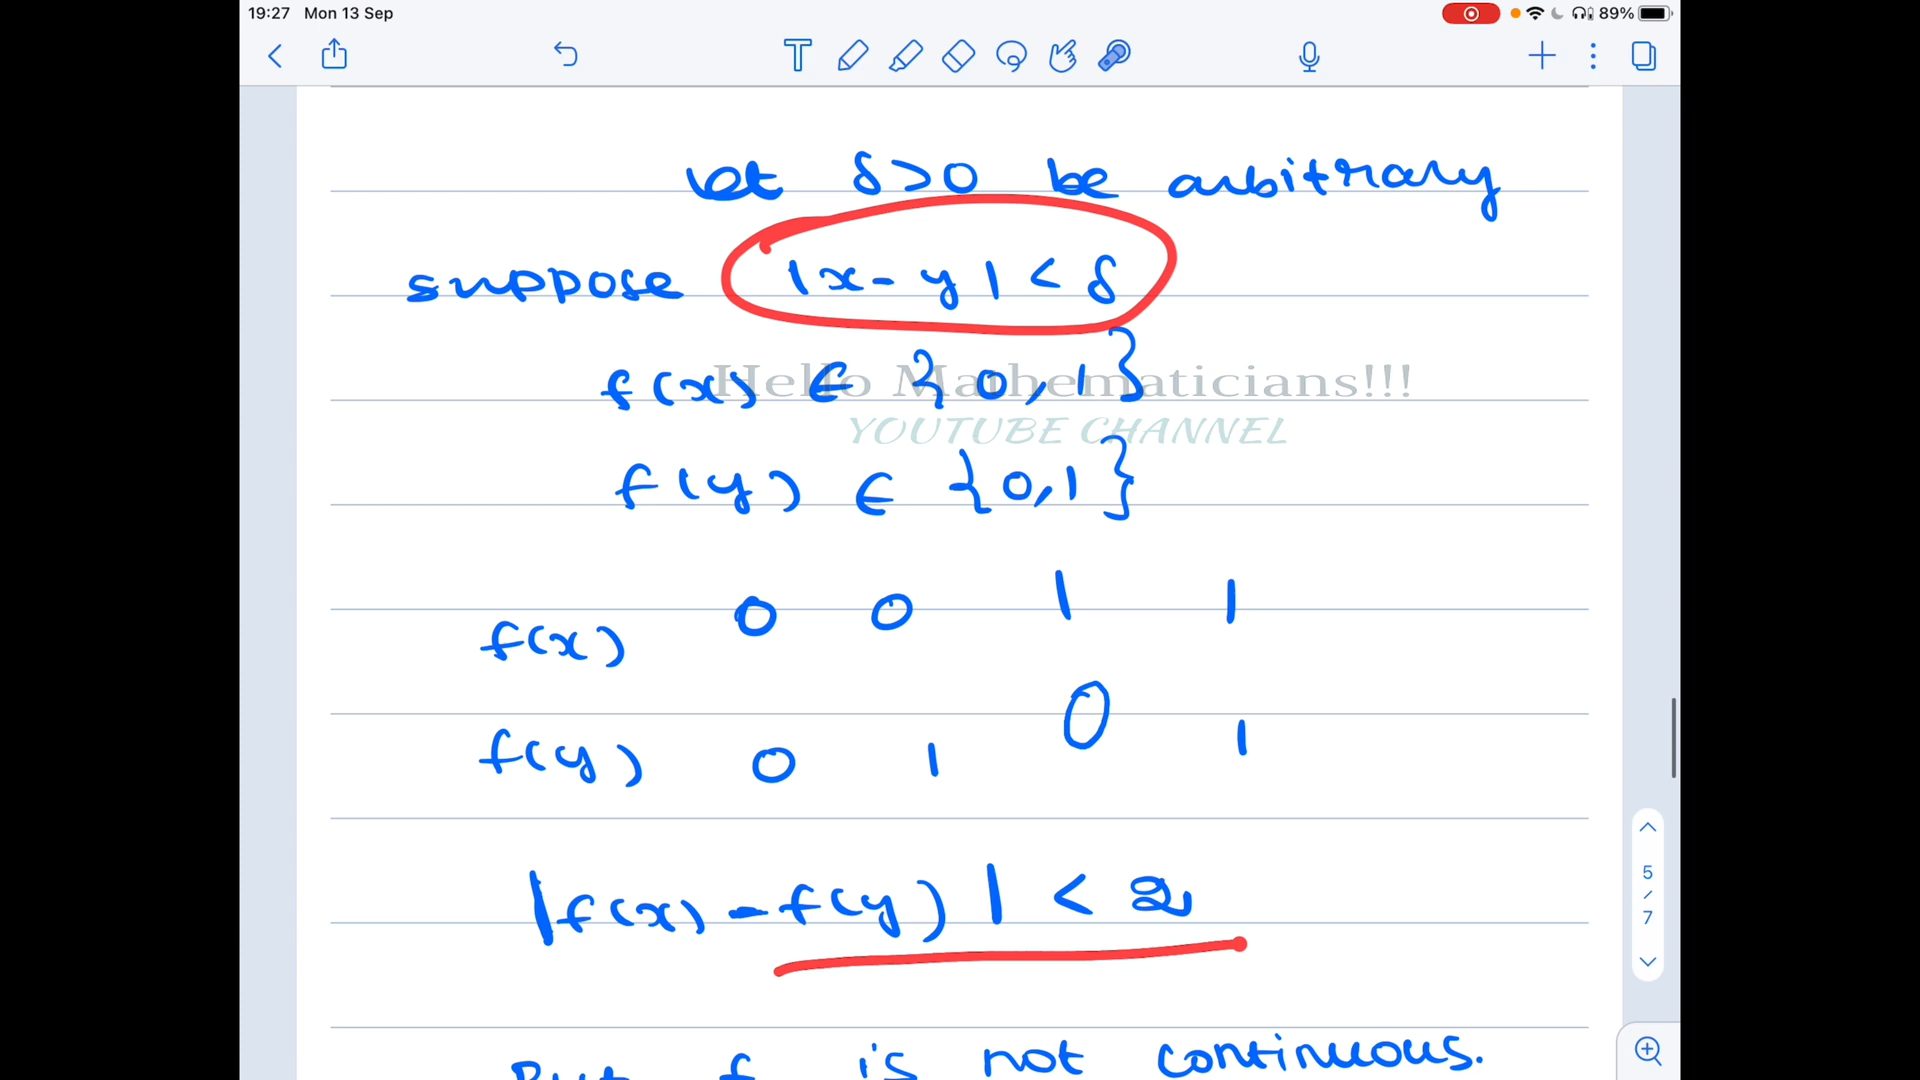 19:27 Mon 13 Sep 89%
let δ>0 be arbitrary
suppose |x-y|<δ
Hello Mathematicians!!!
f(x) ∈ {0,1}
YOUTUBE CHANNEL
f(y) ∈ {0,1}
f(x) 0 0 1 1
f(y) 0 1 0 1
|f(x)-f(y)|<2
5
/
7
But f is not continuous.